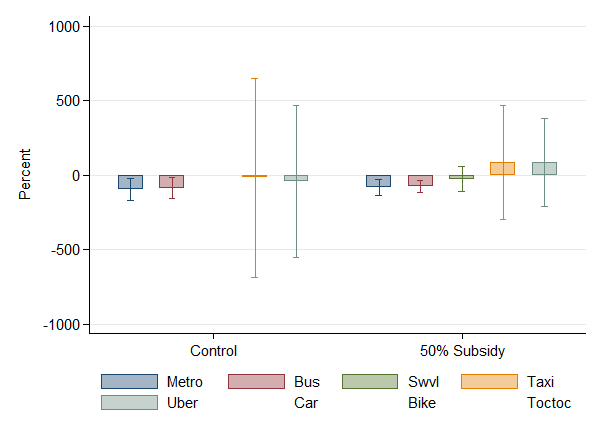 1000
500
0
-500
-1000
Percent
Control 50% Subsidy
Metro Bus Swvl Taxi
Uber Car Bike Toctoc